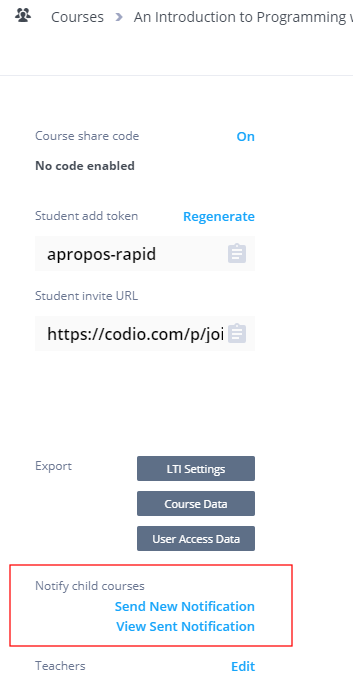 Courses > An Introduction to Programming
Course share code On
No code enabled
Student add token Regenerate
apropos-rapid
Student invite URL
https://codio.com/p/joi
Export LTI Settings
Course Data
User Access Data
Notify child courses
Send New Notification
View Sent Notification
Teachers Edit